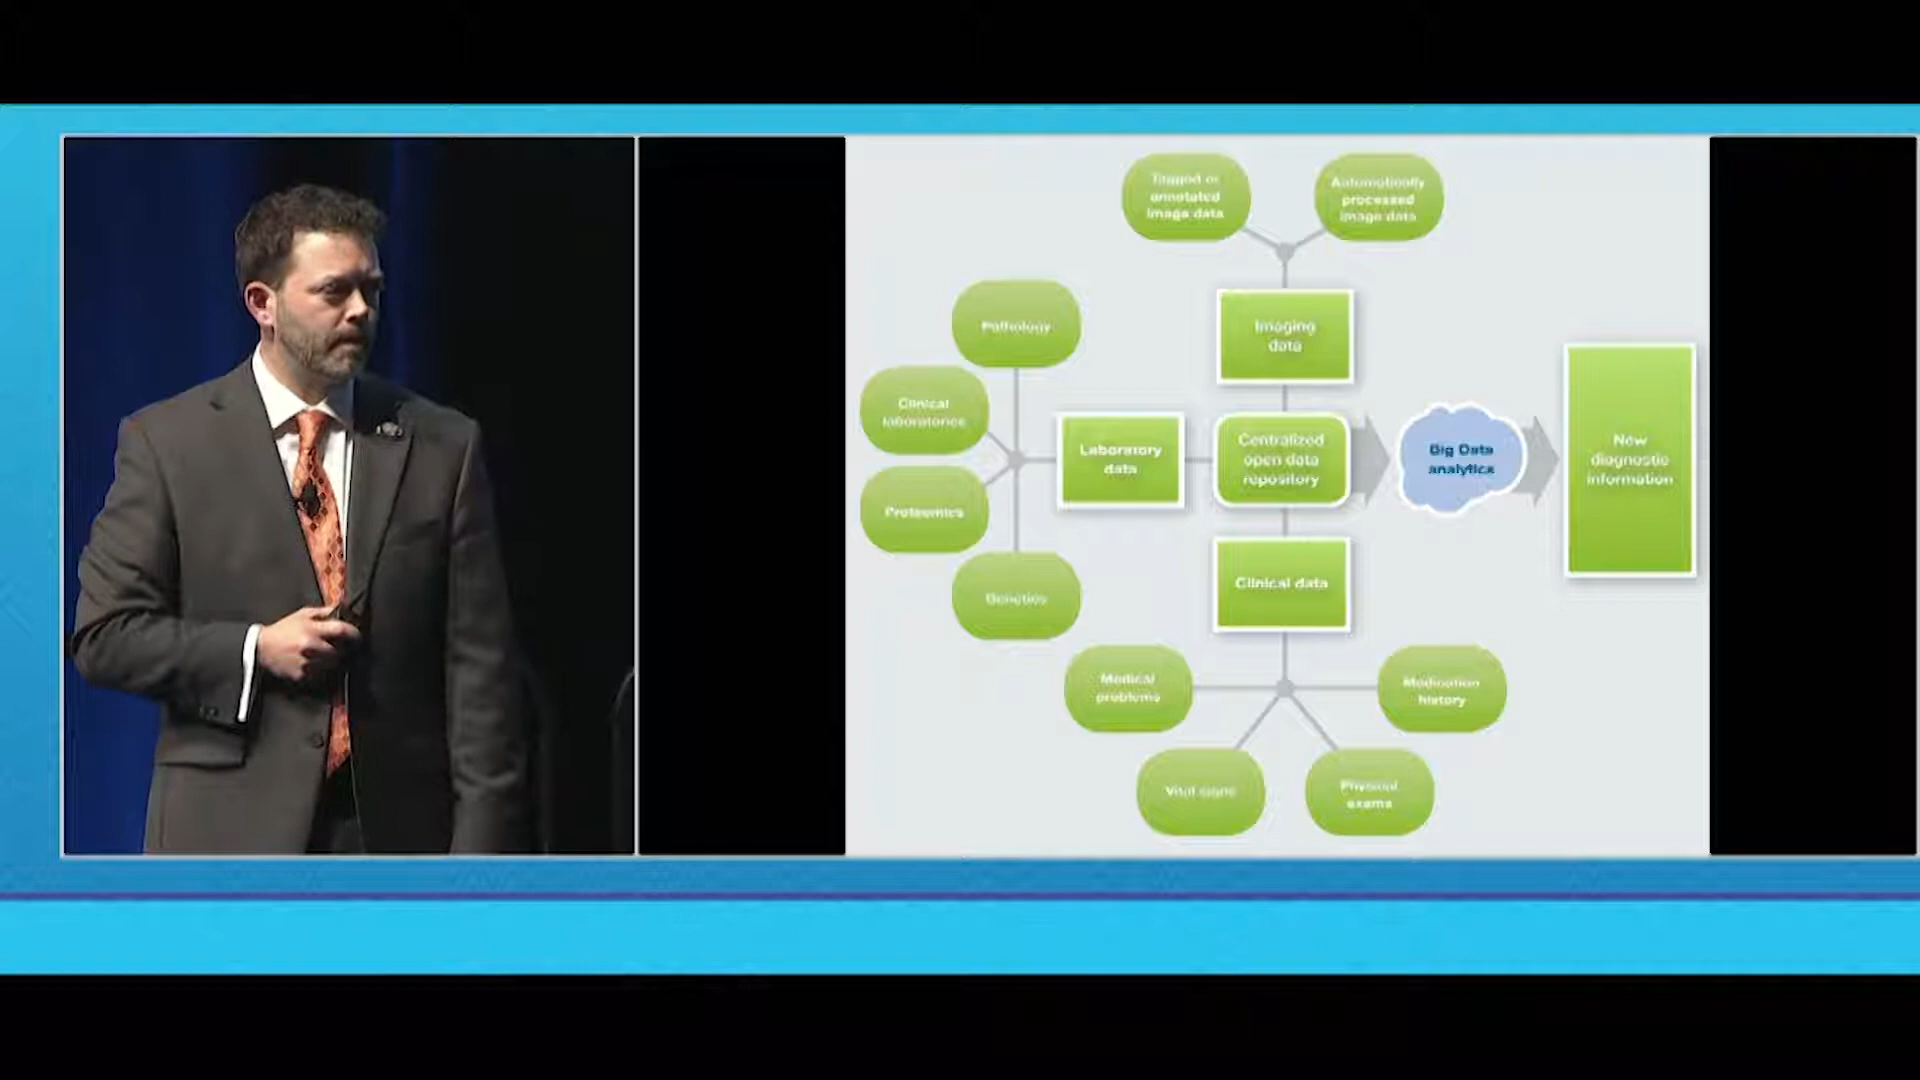 Tagged or
annotated
image data
Automatically
processed
image data
Pathology
Imaging
data
Clinical
laboratories
Laboratory
data
Centralized
open data
repository
Big Data
analytics
New
diagnostic
information
Proteomics
Genetics
Clinical data
Medical
problems
Medication
history
Vital signs
Physical
exams